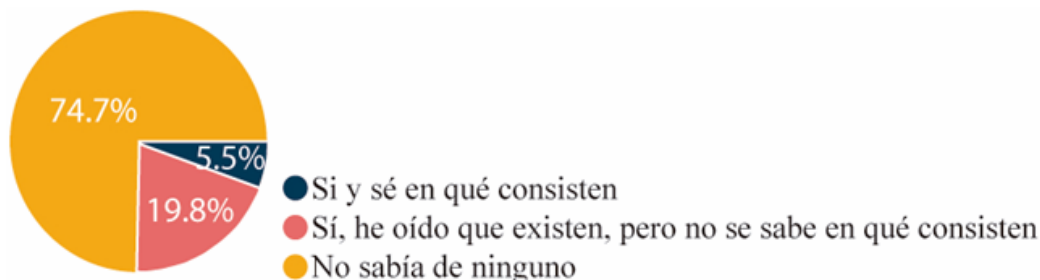 74.7%
5.5%
19.8%
Si y sé en qué consisten
Sí, he oído que existen, pero no se sabe en qué consisten
No sabía de ninguno